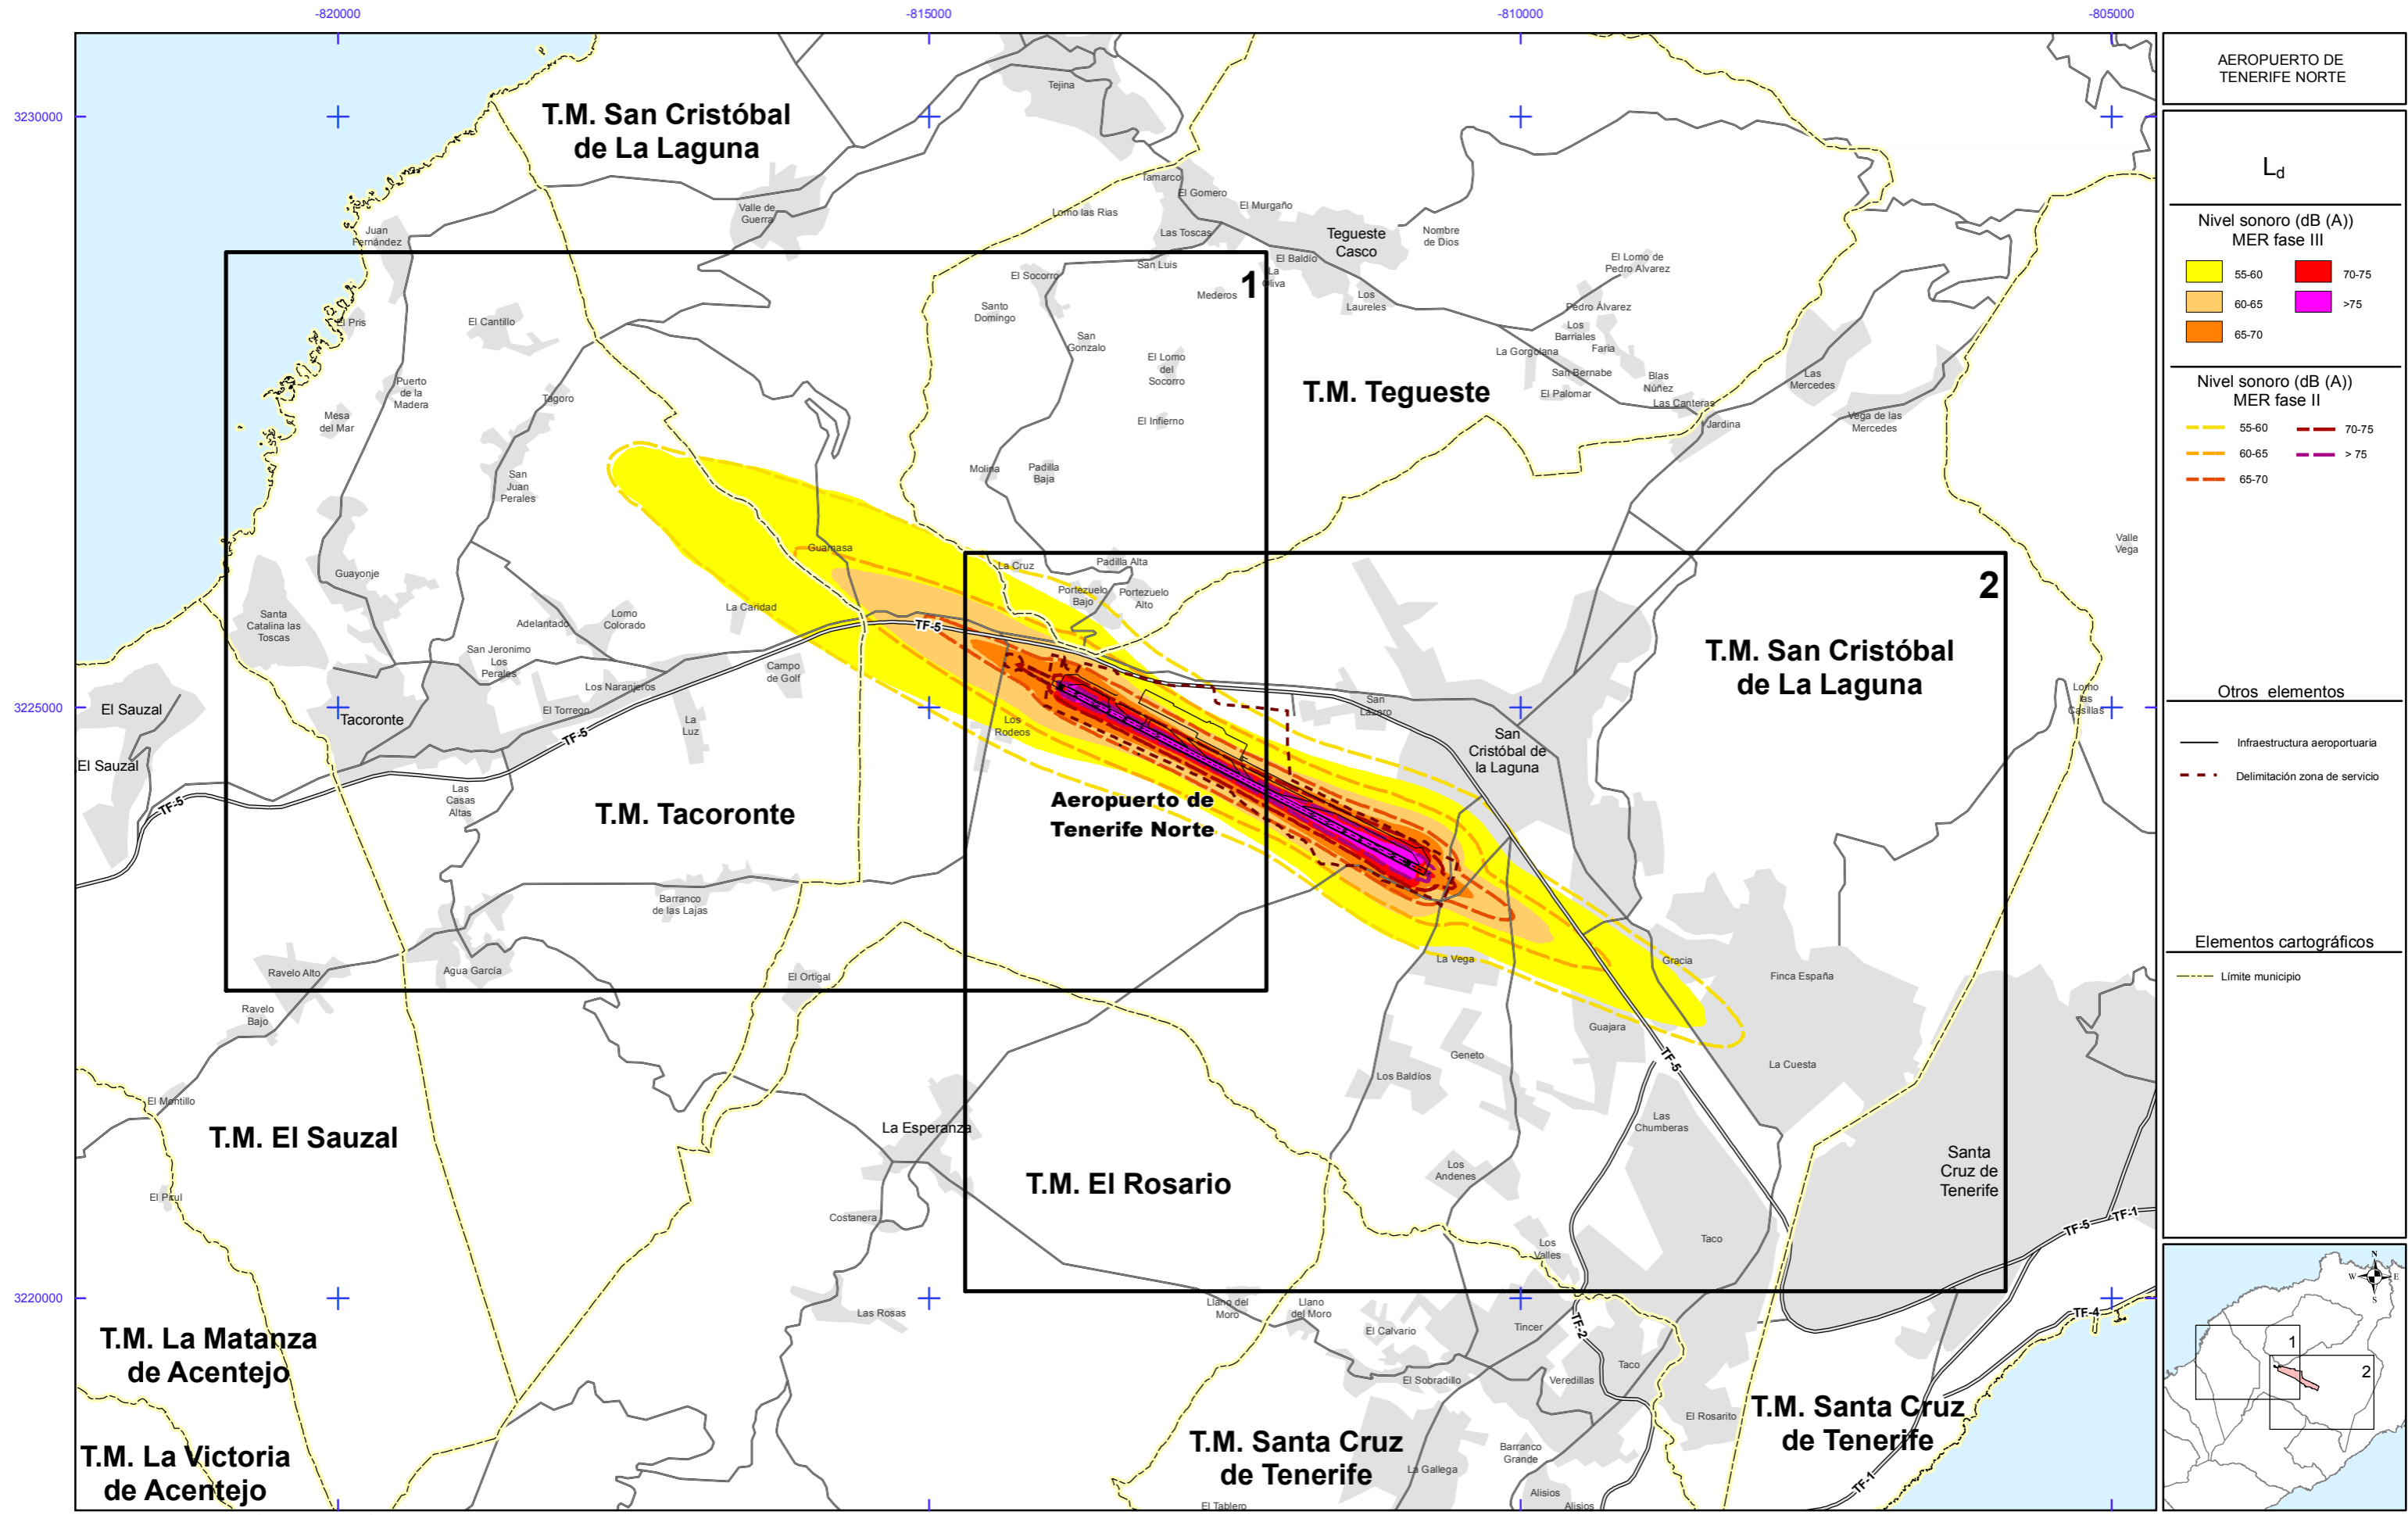 -820000
-815000
-810000
-805000
3230000
3225000
3220000
T.M. San Cristóbal
de La Laguna
Tejina
Valle de
Guerra
Juan
Fernández
Tamarco
El Gomero
Lomo las Rias
El Murgaño
Las Toscas
Tegueste
Casco
Nombre
de Dios
San Luis
El Baldío
La
Oliva
El Socorro
1
Mederos
Los
Laureles
El Lomo de
Pedro Alvarez
Pedro Álvarez
Santo
Domingo
San
Gonzalo
El Pris
El Cantillo
Los
Barriales
Faria
La Gorgolana
San Bernabe
El Palomar
Blas
Núñez
Las Canteras
Las
Mercedes
Jardina
Vega de las
Mercedes
El Lomo
del
Socorro
T.M. Tegueste
Puerto
de la
Madera
Mesa
del Mar
Tagoro
El Infierno
San
Juan
Perales
Molina
Padilla
Baja
Valle
Vega
Guamasa
La Cruz
Padilla Alta
Portezuelo
Bajo
Portezuelo
Alto
2
Guayonje
Santa
Catalina las
Toscas
Adelantado
Lomo
Colorado
La Caridad
TF-5
San Jeronimo
Los
Perales
Campo
de Golf
Los Naranjeros
T.M. San Cristóbal
de La Laguna
El Sauzal
Tacoronte
El Torreon
La
Luz
TF-5
Los
Rodeos
San
Lázaro
Lomo
las
Casillas
San
Cristóbal de
la Laguna
El Sauzal
TF-5
Las
Casas
Altas
T.M. Tacoronte
Aeropuerto de
Tenerife Norte
Barranco
de las Lajas
Ravelo Alto
Agua García
El Ortigal
La Vega
Gracia
Finca España
Ravelo
Bajo
Guajara
Geneto
TF-5
La Cuesta
Los Baldíos
El Montillo
T.M. El Sauzal
La Esperanza
Las
Chumberas
Santa
Cruz de
Tenerife
T.M. El Rosario
Los
Andenes
El Pirul
Costanera
Los
Valles
Taco
TF-5
TF-1
Las Rosas
Llano del
Moro
Llano
del Moro
El Calvario
Tincer
TF-2
TF-4
T.M. La Matanza
de Acentejo
Taco
El Sobradillo
Veredillas
El Rosarito
T.M. Santa Cruz
de Tenerife
T.M. Santa Cruz
de Tenerife
T.M. La Victoria
de Acentejo
Barranco
Grande
La Gallega
TF-1
Alisios
Alisios
El Tablero
AEROPUERTO DE
TENERIFE NORTE
Ld
Nivel sonoro (dB (A))
MER fase III
55-60
70-75
60-65
>75
65-70
Nivel sonoro (dB (A))
MER fase II
55-60
70-75
60-65
> 75
65-70
Otros elementos
Infraestructura aeroportuaria
Delimitación zona de servicio
Elementos cartográficos
Límite municipio
N
W
E
S
1
2